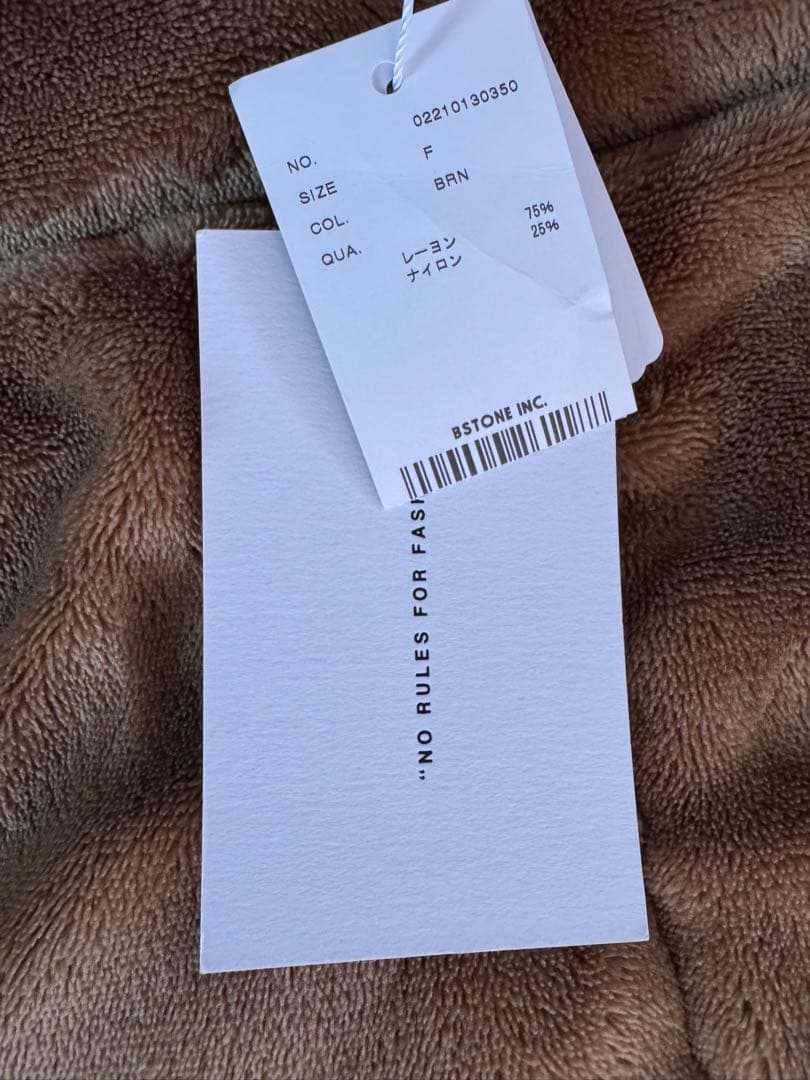 NO. 02210130350
SIZE F
COL. BRN
QUA. レーヨン 75%
ナイロン 25%
BSTONE INC.
“NO RULES FOR FASH